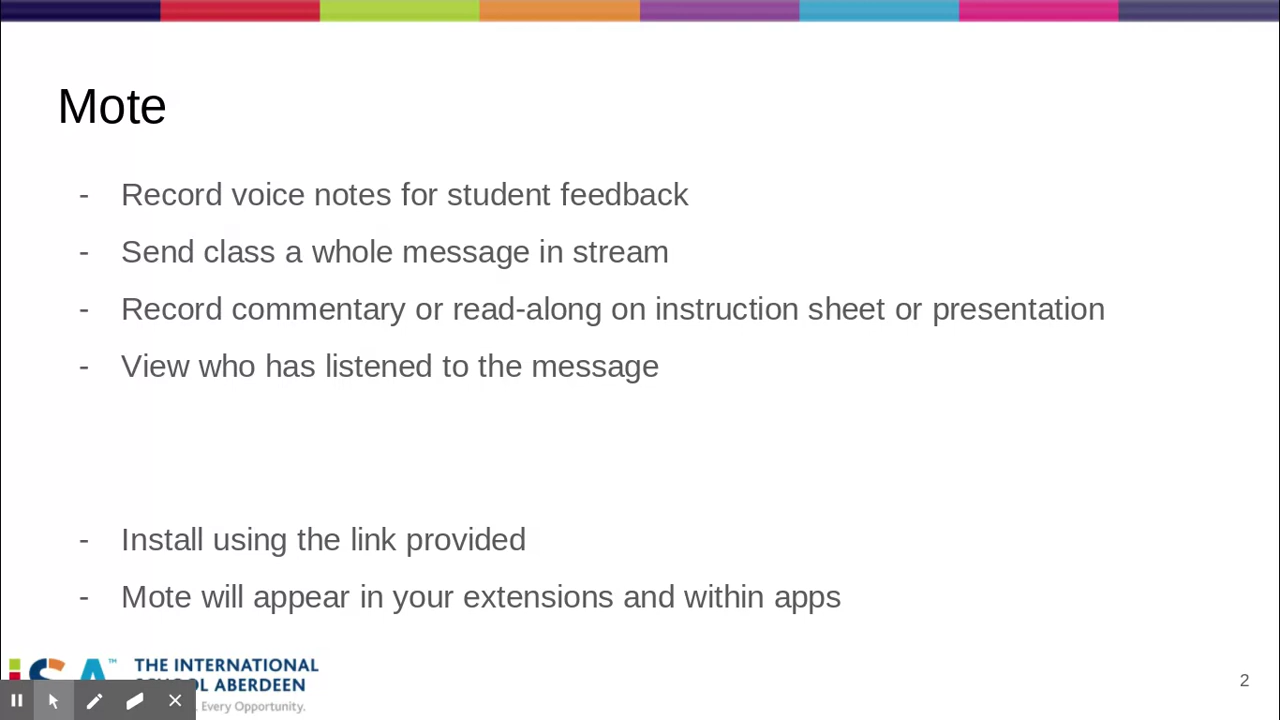 Mote
- Record voice notes for student feedback
- Send class a whole message in stream
- Record commentary or read-along on instruction sheet or presentation
- View who has listened to the message
- Install using the link provided
- Mote will appear in your extensions and within apps
iSA™
THE INTERNATIONAL
ABERDEEN
Every Opportunity.
2